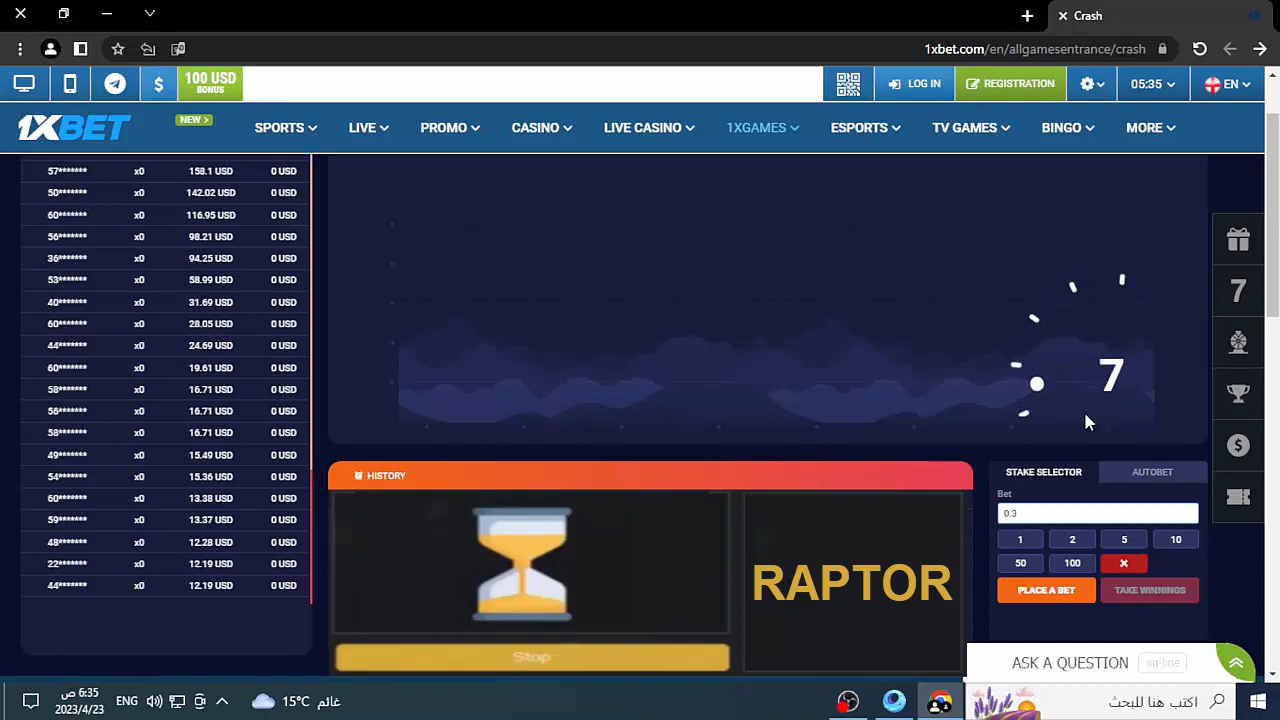 Crash
1xbet.com/en/allgamesentrance/crash
100 USD
BONUS
LOG IN
REGISTRATION
05:35
EN
1XBET
NEW >
SPORTS
LIVE
PROMO
CASINO
LIVE CASINO
1XGAMES
ESPORTS
TV GAMES
BINGO
MORE
57******* x0 158.1 USD 0 USD
50******* x0 142.02 USD 0 USD
60******* x0 116.95 USD 0 USD
56******* x0 98.21 USD 0 USD
36******* x0 94.25 USD 0 USD
53******* x0 58.99 USD 0 USD
40******* x0 31.69 USD 0 USD
60******* x0 28.05 USD 0 USD
44******* x0 24.69 USD 0 USD
60******* x0 19.61 USD 0 USD
58******* x0 16.71 USD 0 USD
56******* x0 16.71 USD 0 USD
58******* x0 16.71 USD 0 USD
49******* x0 15.49 USD 0 USD
54******* x0 15.36 USD 0 USD
60******* x0 13.38 USD 0 USD
59******* x0 13.37 USD 0 USD
48******* x0 12.28 USD 0 USD
22******* x0 12.19 USD 0 USD
44******* x0 12.19 USD 0 USD
7
7
HISTORY
RAPTOR
Stop
STAKE SELECTOR
AUTOBET
Bet
0.3
1 2 5 10
50 100
PLACE A BET
TAKE WINNINGS
ASK A QUESTION
on-line
6:35 ص
2023/4/23
ENG
15°C غائم
اكتب هنا للبحث